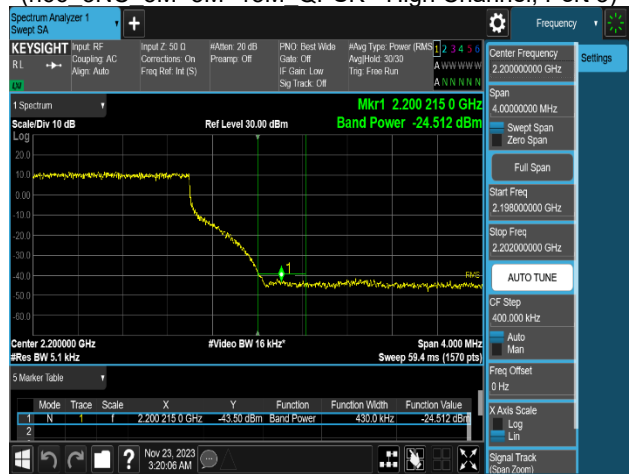 Spectrum Analyzer 1
Swept SA
Frequency
KEYSIGHT
RL
Input: RF
Coupling: AC
Align: Auto
Input Z: 50 Ω
Corrections: On
Freq Ref: Int (S)
#Atten: 20 dB
Preamp: Off
PNO: Best Wide
Gate: Off
IF Gain: Low
Sig Track: Off
#Avg Type: Power (RMS
Avg|Hold: 30/30
Trig: Free Run
1 2 3 4 5 6
A W W W W W
A N N N N N
LNI
1 Spectrum
Scale/Div 10 dB
Log
Ref Level 30.00 dBm
Mkr1 2.200 215 0 GHz
Band Power -24.512 dBm
20.0
10.0
0.00
-10.0
-20.0
-30.0
-40.0
-50.0
-60.0
1
RMS
Center 2.200000 GHz
#Res BW 5.1 kHz
#Video BW 16 kHz*
Span 4.000 MHz
Sweep 59.4 ms (1570 pts)
5 Marker Table
Mode Trace Scale X Y Function Function Width Function Value
1 N 1 f 2.200 215 0 GHz -43.50 dBm Band Power 430.0 kHz -24.512 dBm
2
Nov 23, 2023
3:20:06 AM
Settings
Center Frequency
2.200000000 GHz
Span
4.00000000 MHz
Swept Span
Zero Span
Full Span
Start Freq
2.198000000 GHz
Stop Freq
2.202000000 GHz
AUTO TUNE
CF Step
400.000 kHz
Auto
Man
Freq Offset
0 Hz
X Axis Scale
Log
Lin
Signal Track
(Span Zoom)